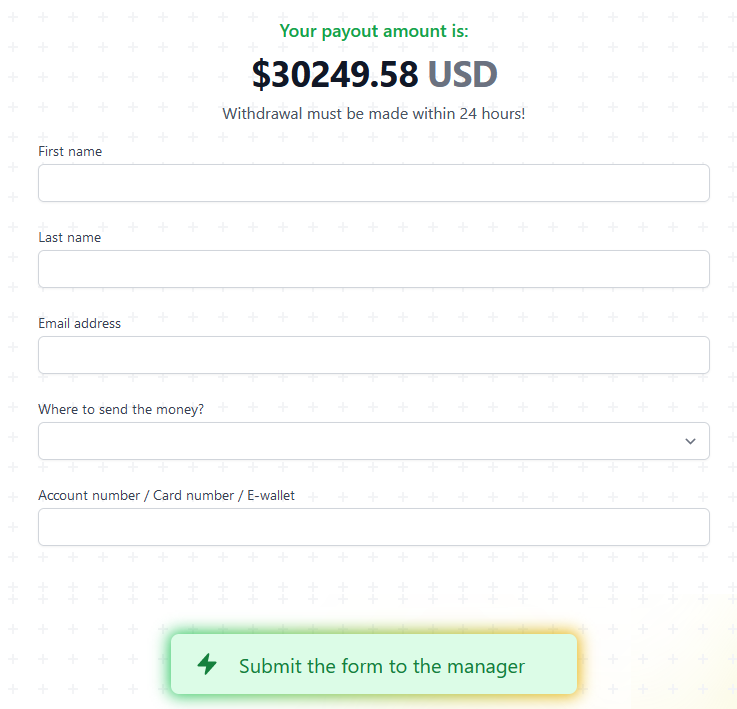 Your payout amount is:
$30249.58 USD
Withdrawal must be made within 24 hours!
First name
Last name
Email address
Where to send the money?
Account number / Card number / E-wallet
Submit the form to the manager